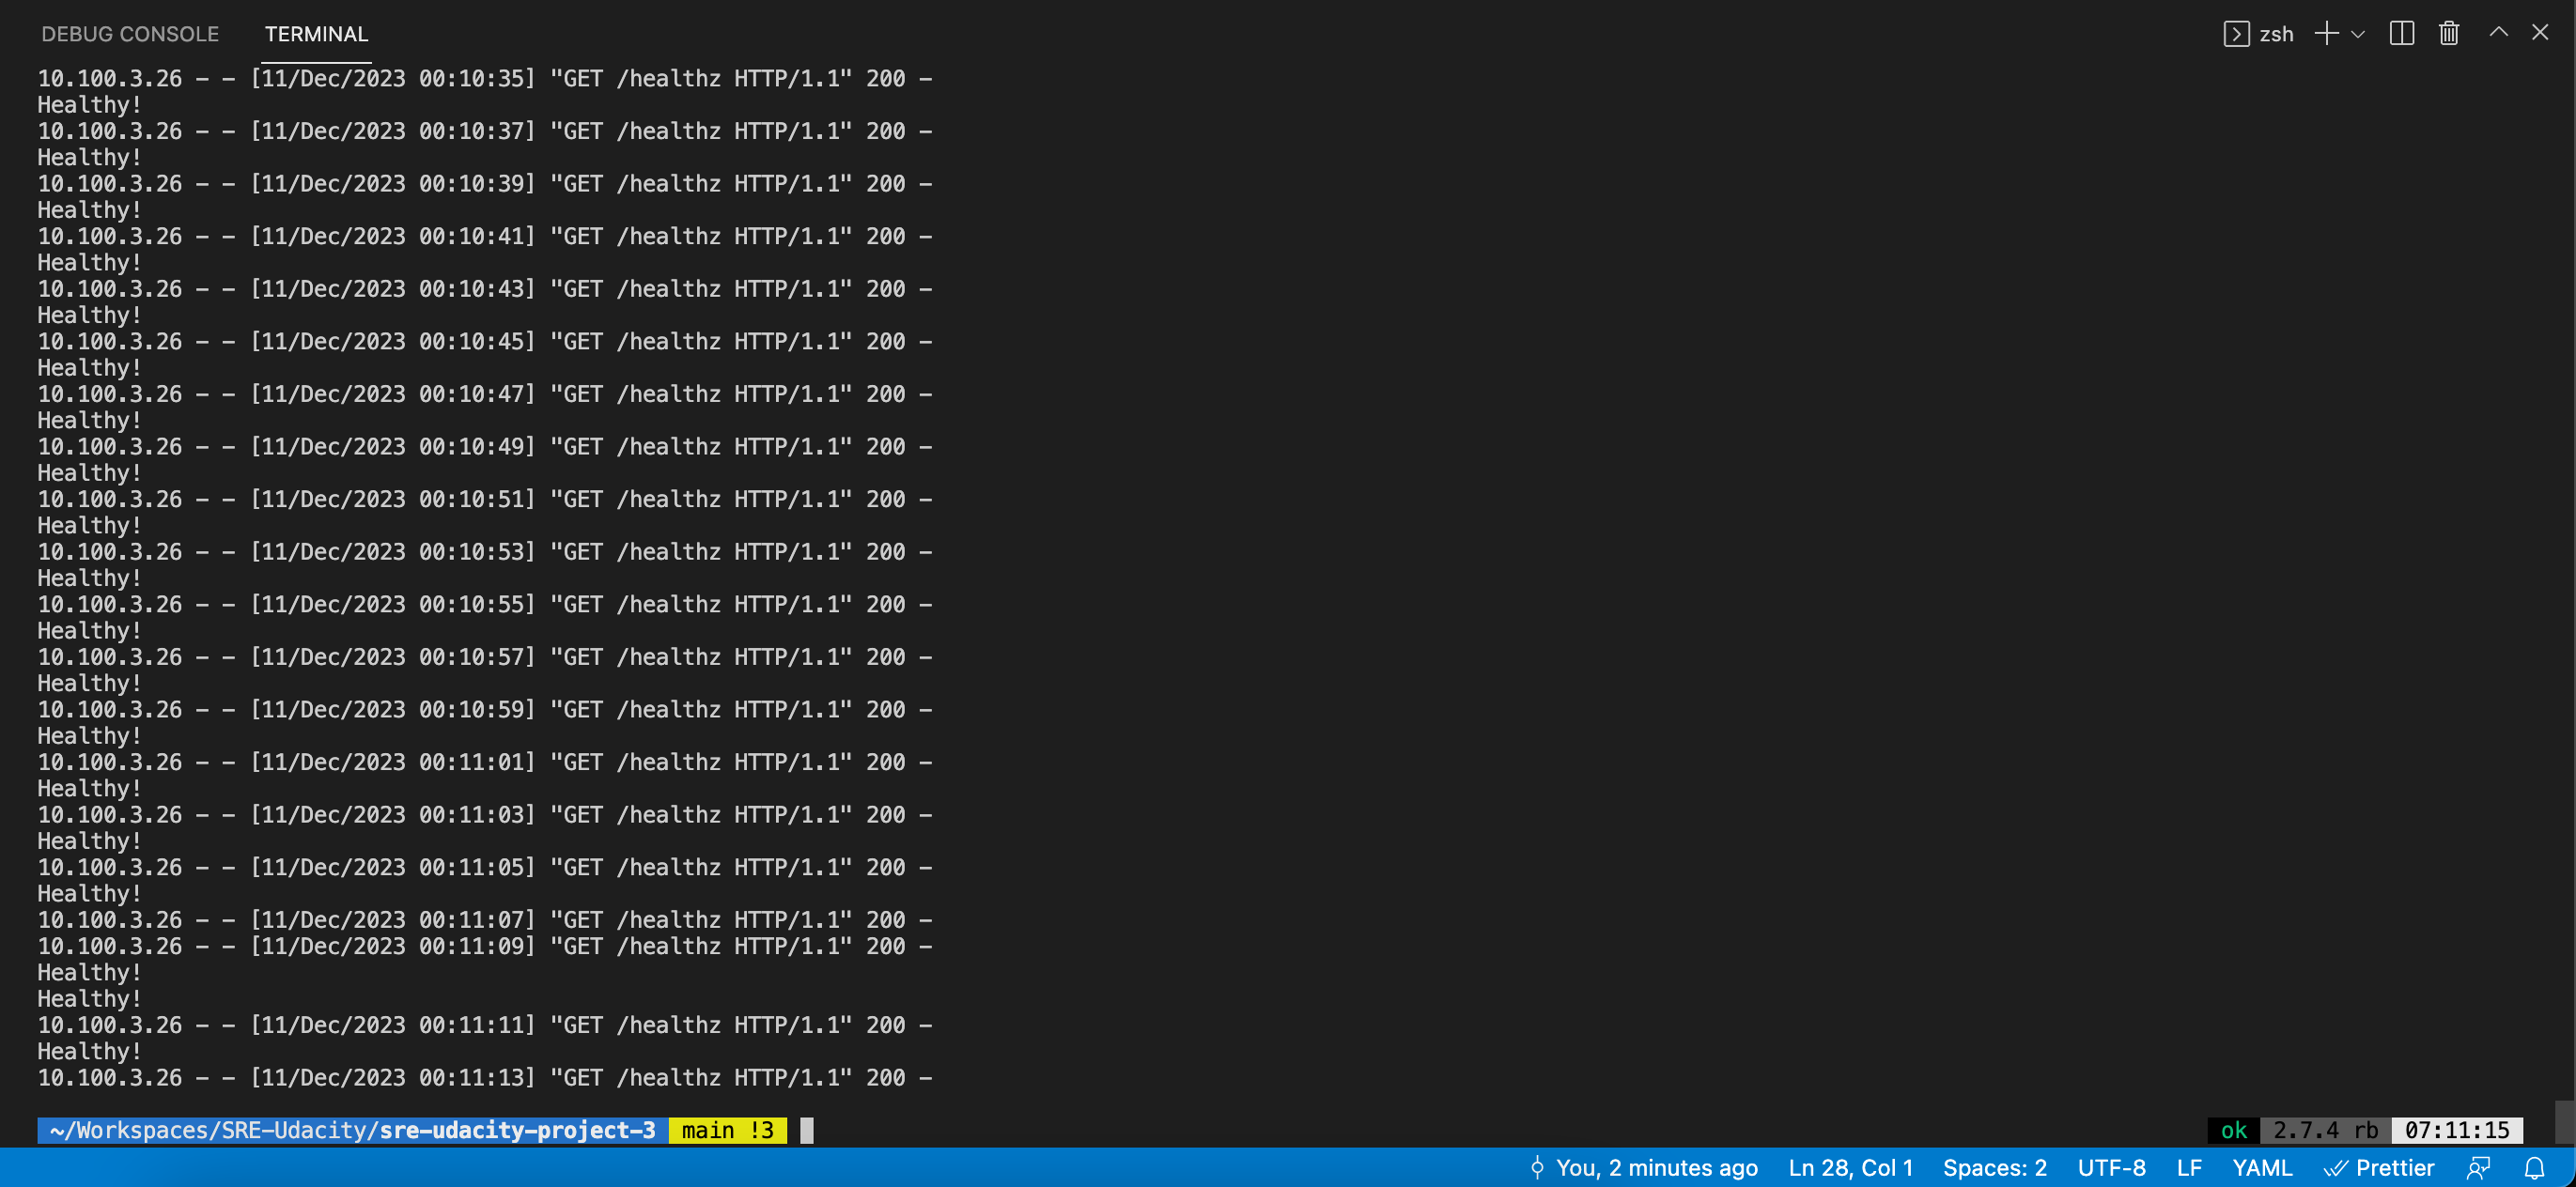 DEBUG CONSOLE TERMINAL zsh
10.100.3.26 - - [11/Dec/2023 00:10:35] "GET /healthz HTTP/1.1" 200 -
Healthy!
10.100.3.26 - - [11/Dec/2023 00:10:37] "GET /healthz HTTP/1.1" 200 -
Healthy!
10.100.3.26 - - [11/Dec/2023 00:10:39] "GET /healthz HTTP/1.1" 200 -
Healthy!
10.100.3.26 - - [11/Dec/2023 00:10:41] "GET /healthz HTTP/1.1" 200 -
Healthy!
10.100.3.26 - - [11/Dec/2023 00:10:43] "GET /healthz HTTP/1.1" 200 -
Healthy!
10.100.3.26 - - [11/Dec/2023 00:10:45] "GET /healthz HTTP/1.1" 200 -
Healthy!
10.100.3.26 - - [11/Dec/2023 00:10:47] "GET /healthz HTTP/1.1" 200 -
Healthy!
10.100.3.26 - - [11/Dec/2023 00:10:49] "GET /healthz HTTP/1.1" 200 -
Healthy!
10.100.3.26 - - [11/Dec/2023 00:10:51] "GET /healthz HTTP/1.1" 200 -
Healthy!
10.100.3.26 - - [11/Dec/2023 00:10:53] "GET /healthz HTTP/1.1" 200 -
Healthy!
10.100.3.26 - - [11/Dec/2023 00:10:55] "GET /healthz HTTP/1.1" 200 -
Healthy!
10.100.3.26 - - [11/Dec/2023 00:10:57] "GET /healthz HTTP/1.1" 200 -
Healthy!
10.100.3.26 - - [11/Dec/2023 00:10:59] "GET /healthz HTTP/1.1" 200 -
Healthy!
10.100.3.26 - - [11/Dec/2023 00:11:01] "GET /healthz HTTP/1.1" 200 -
Healthy!
10.100.3.26 - - [11/Dec/2023 00:11:03] "GET /healthz HTTP/1.1" 200 -
Healthy!
10.100.3.26 - - [11/Dec/2023 00:11:05] "GET /healthz HTTP/1.1" 200 -
Healthy!
10.100.3.26 - - [11/Dec/2023 00:11:07] "GET /healthz HTTP/1.1" 200 -
10.100.3.26 - - [11/Dec/2023 00:11:09] "GET /healthz HTTP/1.1" 200 -
Healthy!
Healthy!
10.100.3.26 - - [11/Dec/2023 00:11:11] "GET /healthz HTTP/1.1" 200 -
Healthy!
10.100.3.26 - - [11/Dec/2023 00:11:13] "GET /healthz HTTP/1.1" 200 -
~/Workspaces/SRE-Udacity/sre-udacity-project-3 main !3 ok 2.7.4 rb 07:11:15
You, 2 minutes ago Ln 28, Col 1 Spaces: 2 UTF-8 LF YAML Prettier